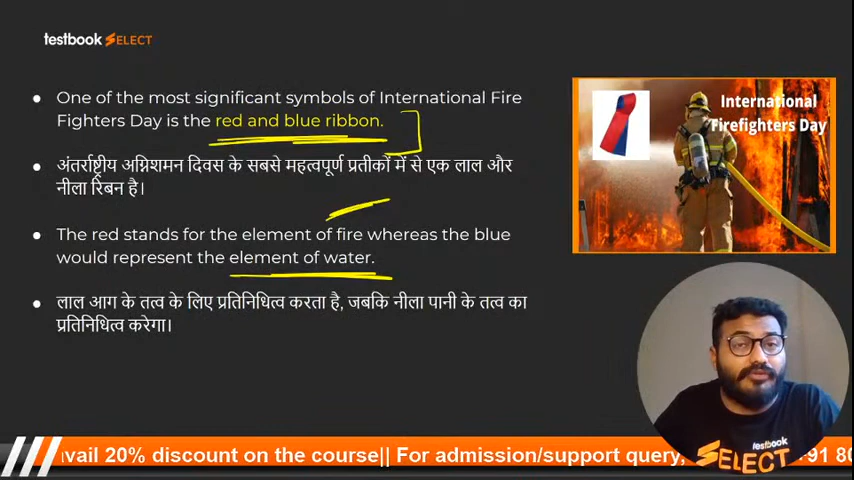 testbook SELECT
One of the most significant symbols of International Fire
Fighters Day is the red and blue ribbon.
अंतर्राष्ट्रीय अग्निशमन दिवस के सबसे महत्वपूर्ण प्रतीकों में से एक लाल और
नीला रिबन है।
The red stands for the element of fire whereas the blue
would represent the element of water.
लाल आग के तत्व के लिए प्रतिनिधित्व करता है, जबकि नीला पानी के तत्व का
प्रतिनिधित्व करेगा।
International
Firefighters Day
testbook
SELECT
avail 20% discount on the course|| For admission/support query, +91 80